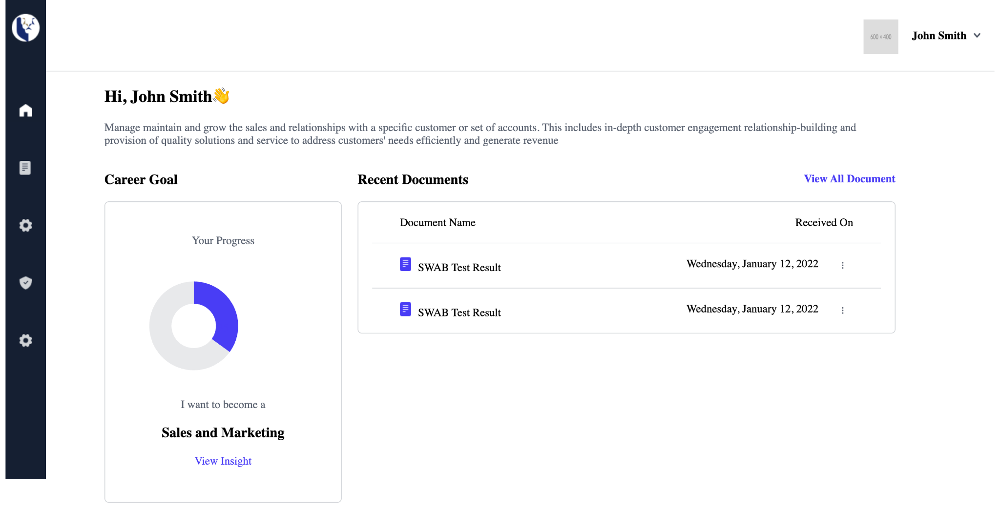 600 × 400
John Smith
Hi, John Smith👋
Manage maintain and grow the sales and relationships with a specific customer or set of accounts. This includes in-depth customer engagement relationship-building and
provision of quality solutions and service to address customers' needs efficiently and generate revenue
Career Goal
Your Progress
I want to become a
Sales and Marketing
View Insight
Recent Documents
View All Document
Document Name
Received On
SWAB Test Result
Wednesday, January 12, 2022
SWAB Test Result
Wednesday, January 12, 2022